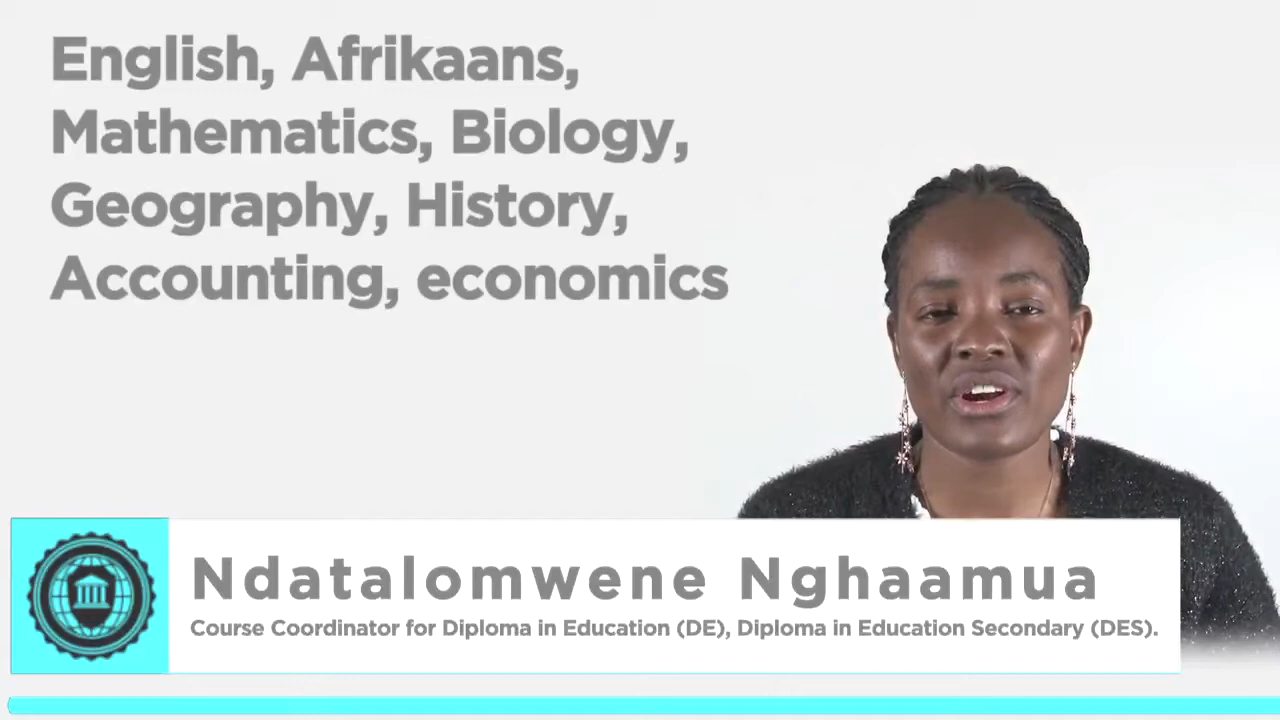 English, Afrikaans,
Mathematics, Biology,
Geography, History,
Accounting, economics
Ndatalomwene Nghaamua
Course Coordinator for Diploma in Education (DE), Diploma in Education Secondary (DES).